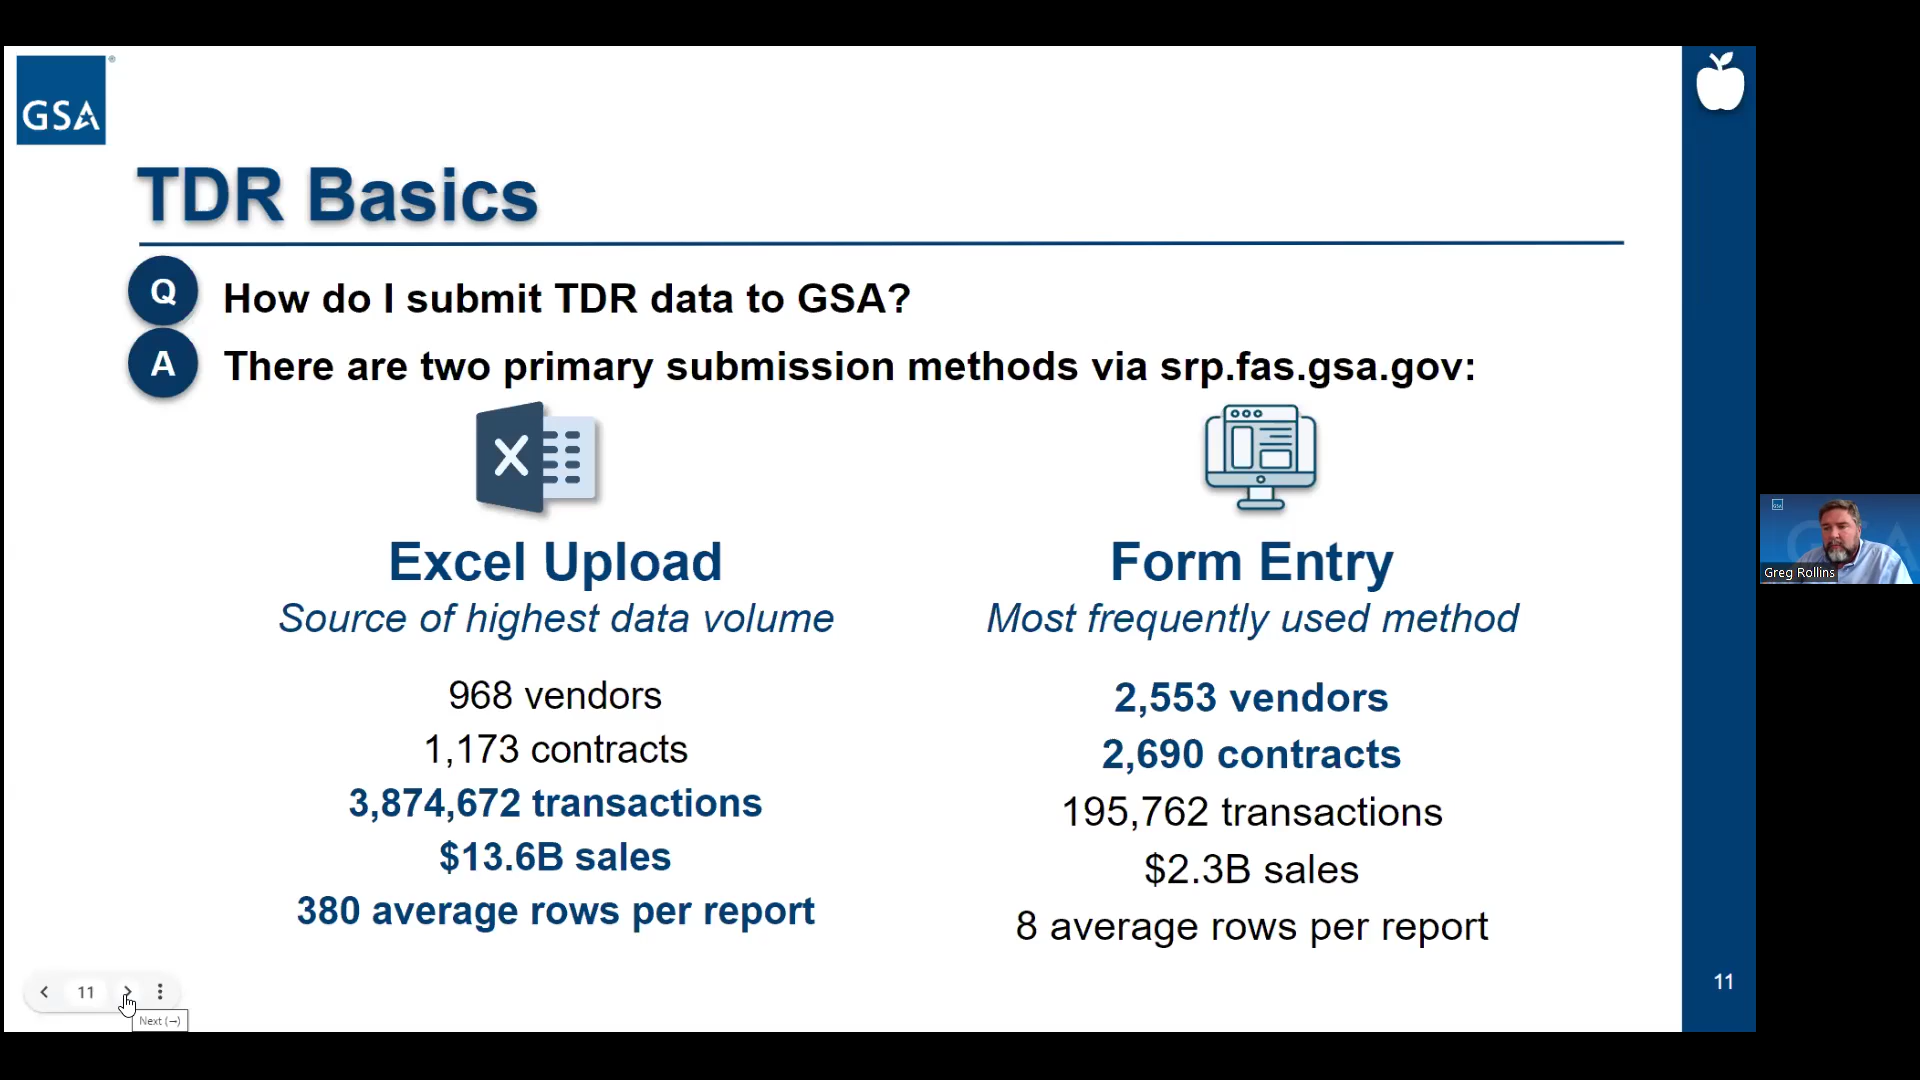 GSA
®
TDR Basics
Q
How do I submit TDR data to GSA?
A
There are two primary submission methods via srp.fas.gsa.gov:
X
Excel Upload
Source of highest data volume
968 vendors
1,173 contracts
3,874,672 transactions
$13.6B sales
380 average rows per report
Form Entry
Most frequently used method
2,553 vendors
2,690 contracts
195,762 transactions
$2.3B sales
8 average rows per report
11
Next (→)
11
GSA
Greg Rollins